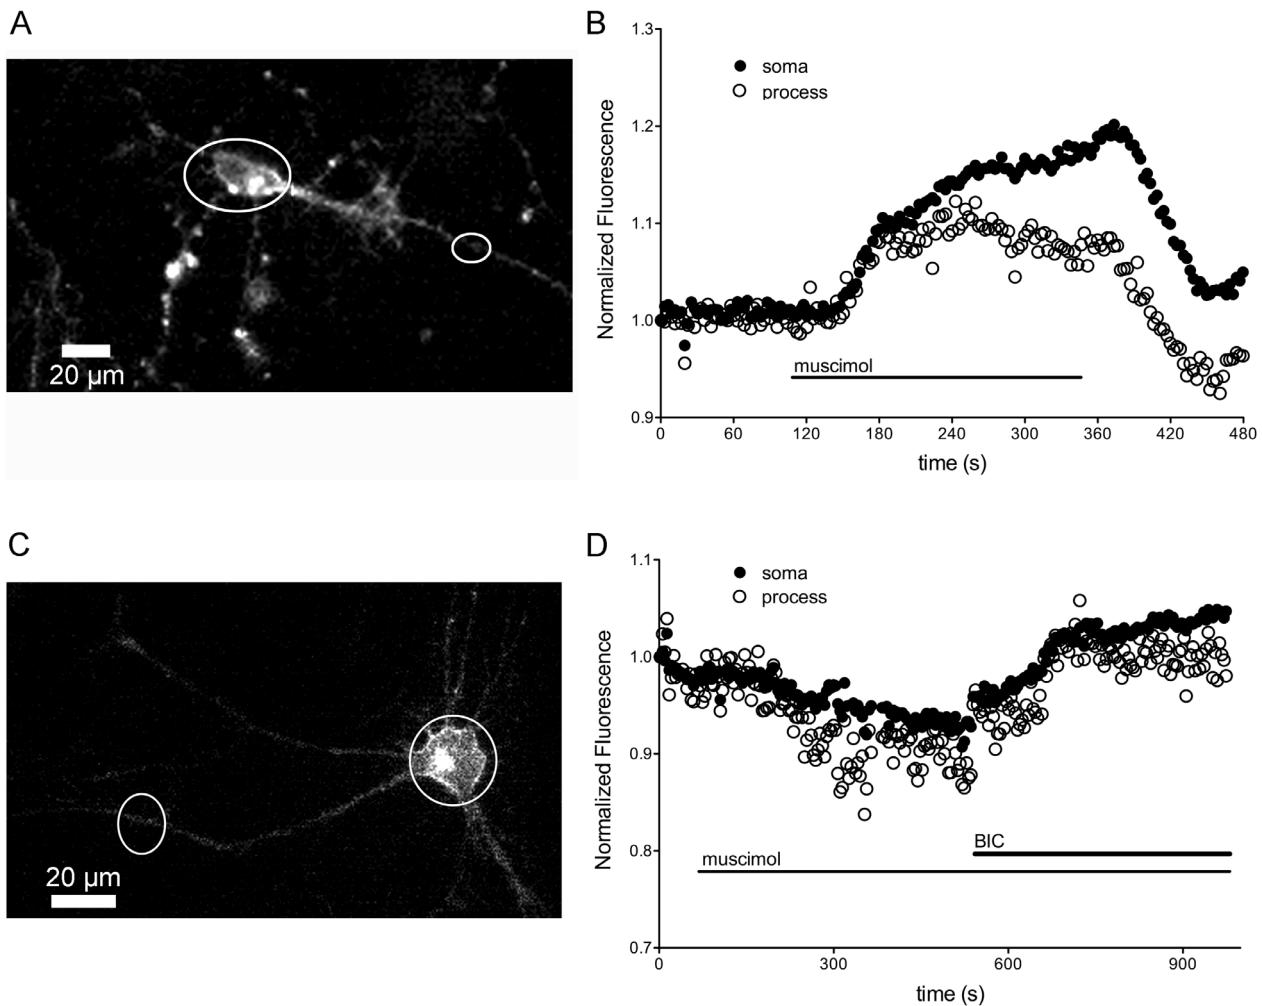 A
20 µm
B
1.3
1.2
1.1
1.0
0.9
soma
process
muscimol
0
60
120
180
240
300
360
420
480
time (s)
Normalized Fluorescence
C
20 µm
D
1.1
1.0
0.9
0.8
0.7
soma
process
BIC
muscimol
0
300
600
900
time (s)
Normalized Fluorescence